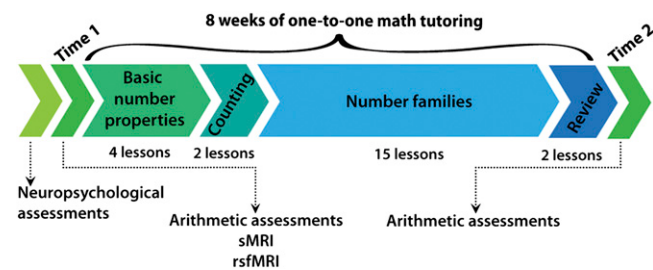 8 weeks of one-to-one math tutoring
Time 1
Time 2
Basic
number
properties
Counting
Number families
Review
4 lessons
2 lessons
15 lessons
2 lessons
Neuropsychological
assessments
Arithmetic assessments
sMRI
rsfMRI
Arithmetic assessments